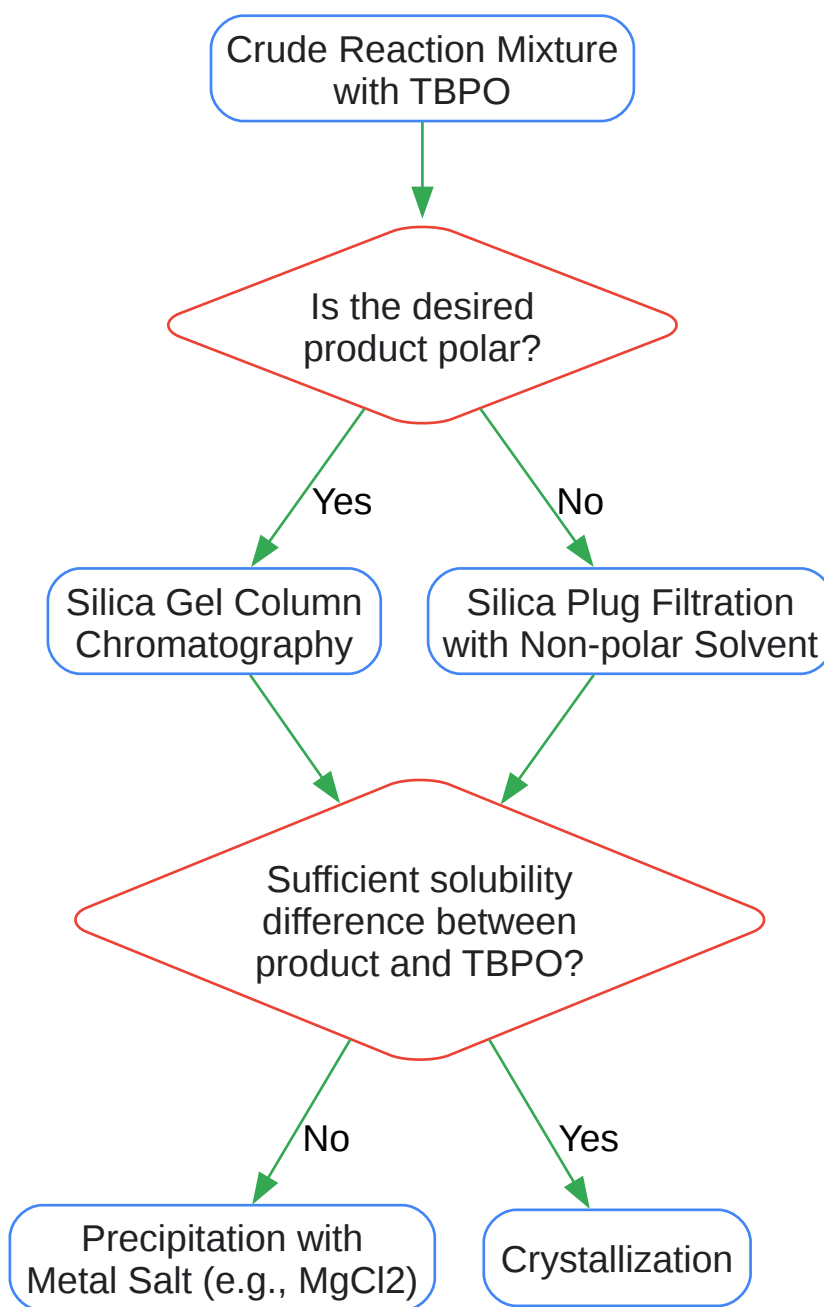 Crude Reaction Mixture
with TBPO
Is the desired
product polar?
Yes
No
Silica Gel Column
Chromatography
Silica Plug Filtration
with Non-polar Solvent
Sufficient solubility
difference between
product and TBPO?
No
Yes
Precipitation with
Metal Salt (e.g., MgCl2)
Crystallization